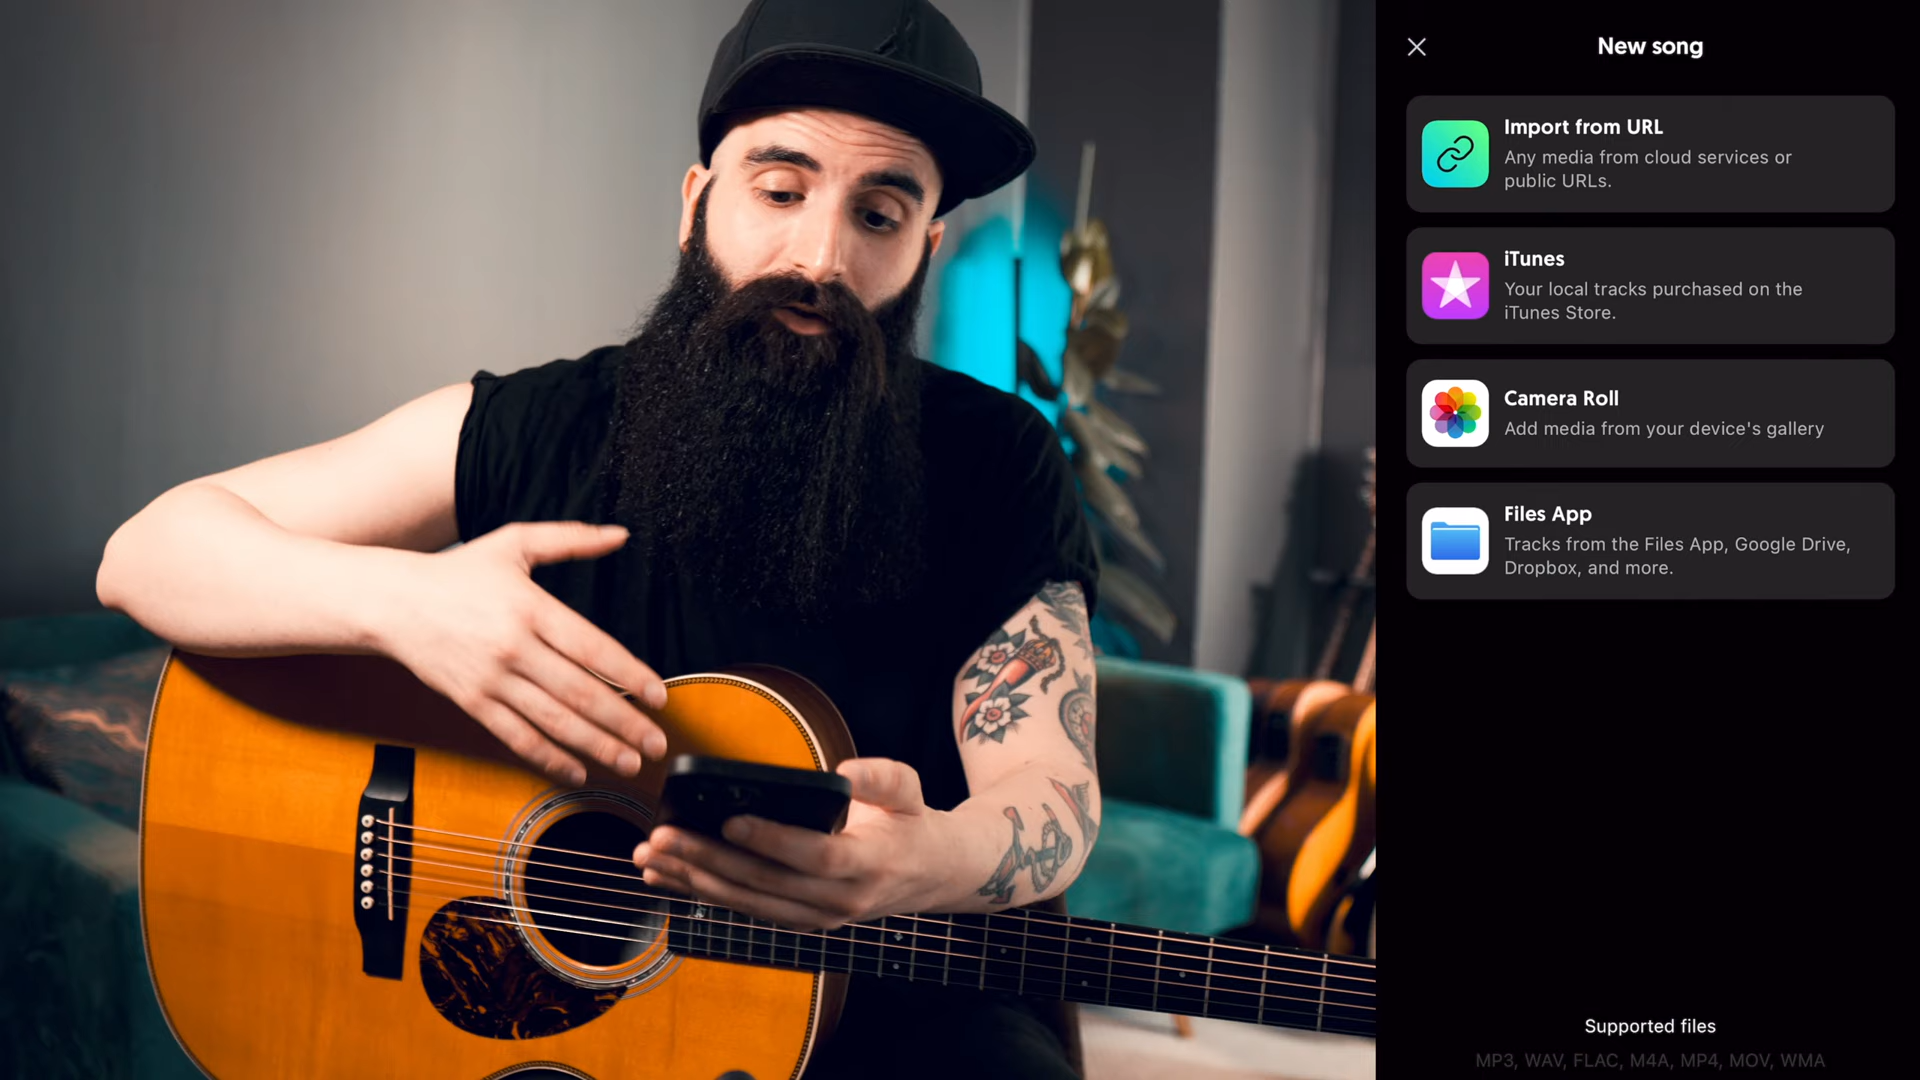 New song
Import from URL
Any media from cloud services or
public URLs.
iTunes
Your local tracks purchased on the
iTunes Store.
Camera Roll
Add media from your device's gallery
Files App
Tracks from the Files App, Google Drive,
Dropbox, and more.
Supported files
MP3, WAV, FLAC, M4A, MP4, MOV, WMA